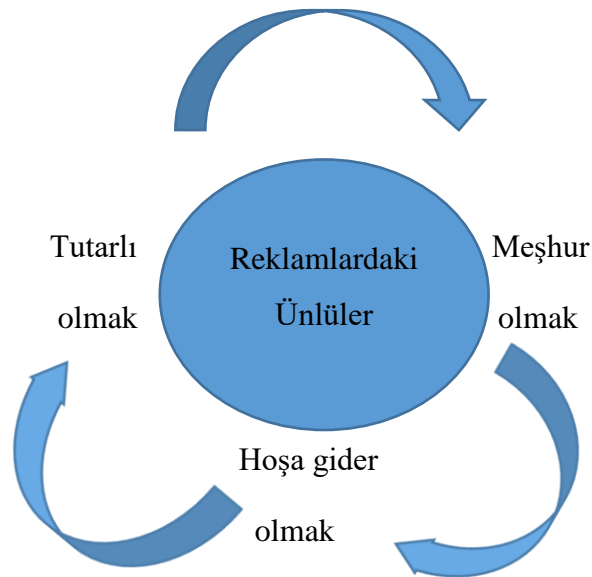 Tutarlı
olmak
Reklamlardaki
Ünlüler
Meşhur
olmak
Hoşa gider
olmak